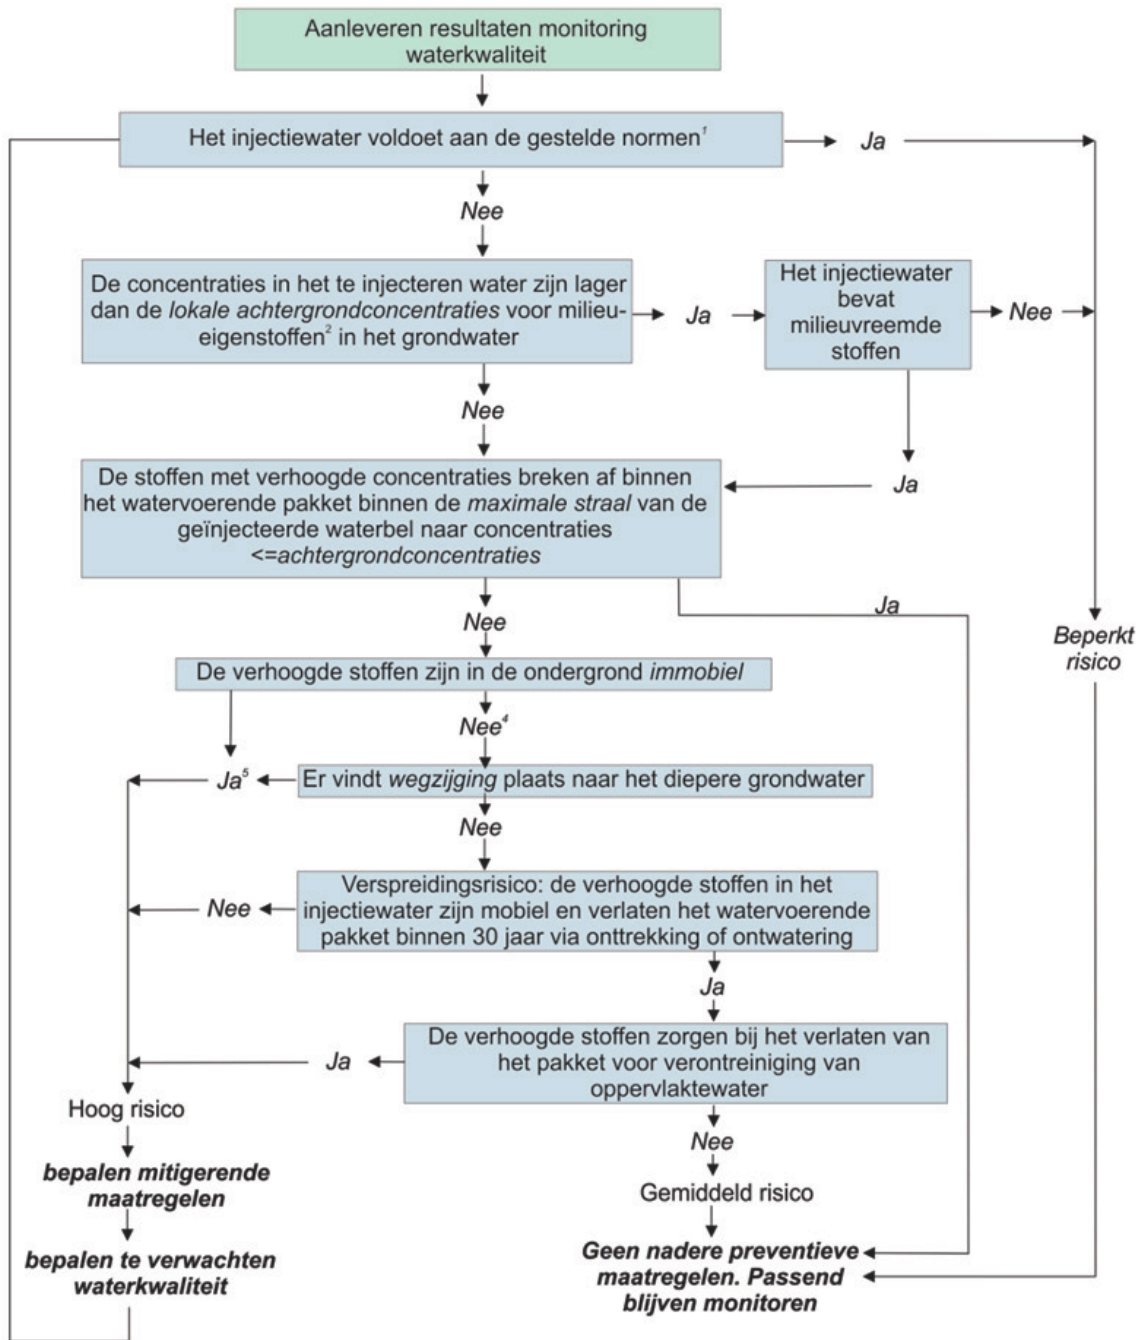 Aanleveren resultaten monitoring
waterkwaliteit
Het injectiewater voldoet aan de gestelde normen¹
Ja
Nee
De concentraties in het te injecteren water zijn lager
dan de lokale achtergrondconcentraties voor milieu-
eigenstoffen² in het grondwater
Ja
Het injectiewater
bevat
milieuvreemde
stoffen
Nee
Nee
Ja
De stoffen met verhoogde concentraties breken af binnen
het watervoerende pakket binnen de maximale straal van de
geïnjecteerde waterbel naar concentraties
<=achtergrondconcentraties
Ja
Nee
Beperkt
risico
De verhoogde stoffen zijn in de ondergrond immobiel
Nee⁴
Ja⁵
Er vindt wegzijging plaats naar het diepere grondwater
Nee
Verspreidingsrisico: de verhoogde stoffen in het
injectiewater zijn mobiel en verlaten het watervoerende
pakket binnen 30 jaar via onttrekking of ontwatering
Nee
Ja
De verhoogde stoffen zorgen bij het verlaten van
het pakket voor verontreiniging van
oppervlaktewater
Ja
Hoog risico
Nee
bepalen mitigerende
maatregelen
Gemiddeld risico
bepalen te verwachten
waterkwaliteit
Geen nadere preventieve
maatregelen. Passend
blijven monitoren